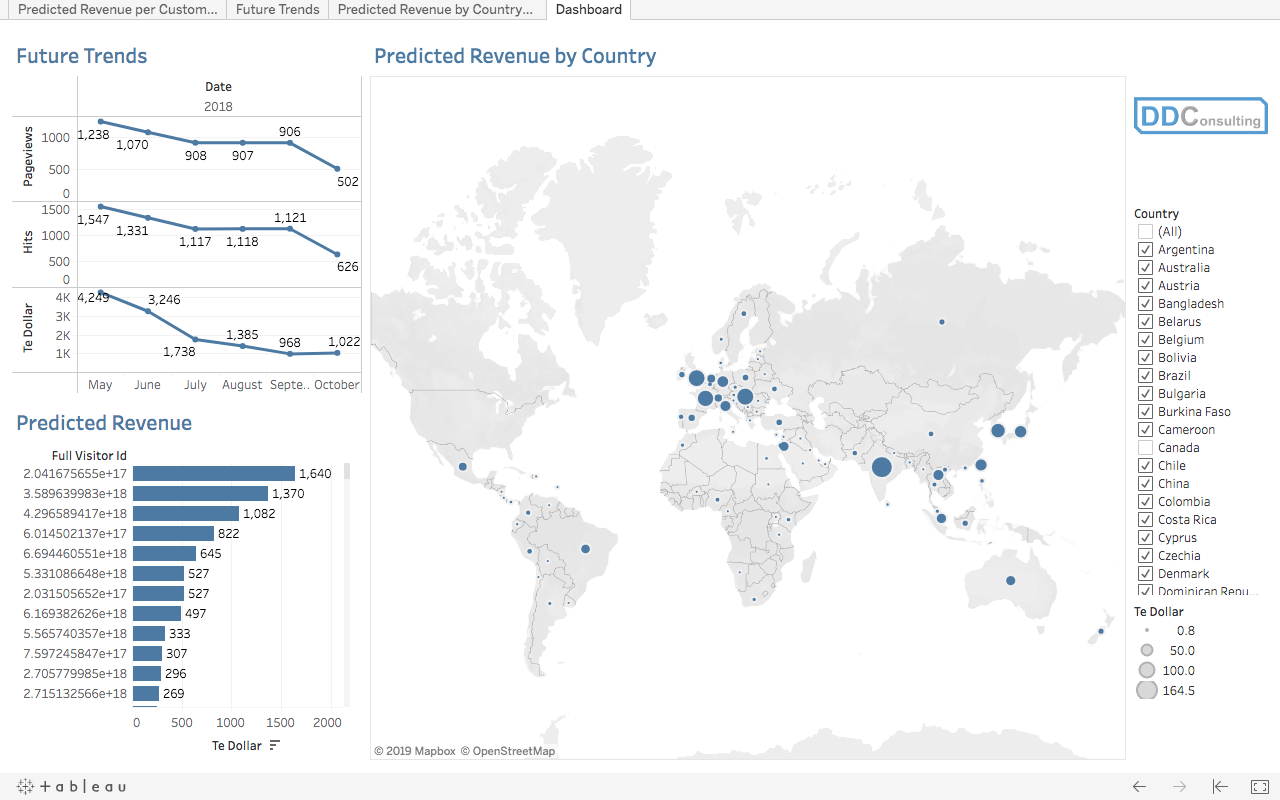 Predicted Revenue per Custom...
Future Trends
Predicted Revenue by Country...
Dashboard
Future Trends
Date
2018
Pageviews
1000
500
0
1,238
1,070
908
907
906
502
Hits
1500
1000
500
0
1,547
1,331
1,117
1,118
1,121
626
Te Dollar
4K
3K
2K
1K
4,249
3,246
1,738
1,385
968
1,022
May
June
July
August
Septe..
October
Predicted Revenue
Full Visitor Id
2.041675655e+17 1,640
3.589639983e+18 1,370
4.296589417e+18 1,082
6.014502137e+17 822
6.694460551e+18 645
5.331086648e+18 527
2.031505652e+17 527
6.169382626e+18 497
5.565740357e+18 333
7.597245847e+17 307
2.705779985e+18 296
2.715132566e+18 269
0 500 1000 1500 2000
Te Dollar
Predicted Revenue by Country
© 2019 Mapbox © OpenStreetMap
DDConsulting
Country
(All)
Argentina
Australia
Austria
Bangladesh
Belarus
Belgium
Bolivia
Brazil
Bulgaria
Burkina Faso
Cameroon
Canada
Chile
China
Colombia
Costa Rica
Cyprus
Czechia
Denmark
Dominican Repu...
Te Dollar
0.8
50.0
100.0
164.5
+ableau